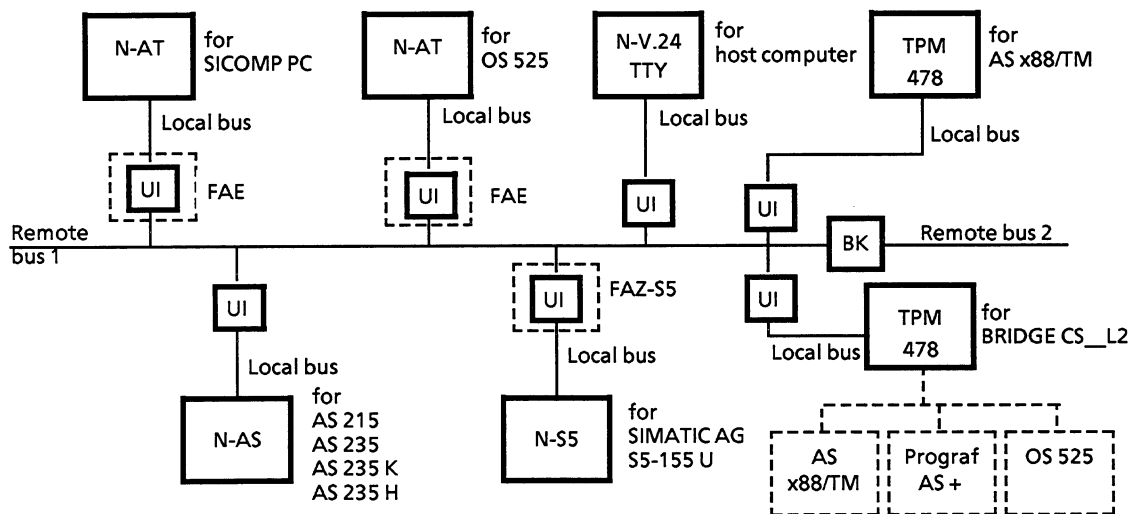 N-AT
for
SICOMP PC
N-AT
for
OS 525
N-V.24
TTY
for
host computer
TPM
478
for
AS x88/TM
Local bus
Local bus
Local bus
Local bus
UI
FAE
UI
FAE
UI
UI
Remote
bus 1
BK
Remote bus 2
UI
UI
FAZ-S5
UI
TPM
478
for
BRIDGE CS__L2
Local bus
Local bus
Local bus
N-AS
for
AS 215
AS 235
AS 235 K
AS 235 H
N-S5
for
SIMATIC AG
S5-155 U
AS
x88/TM
Prograf
AS +
OS 525